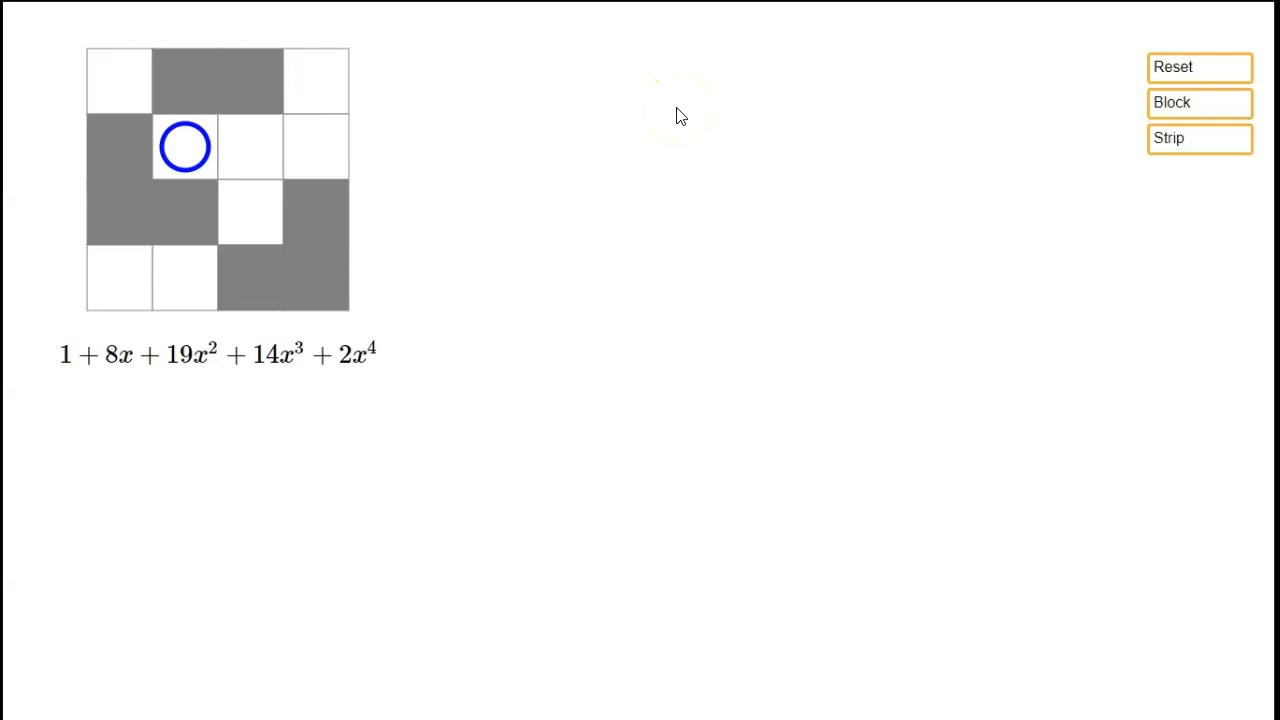 Reset
Block
Strip
1 + 8x + 19x² + 14x³ + 2x⁴